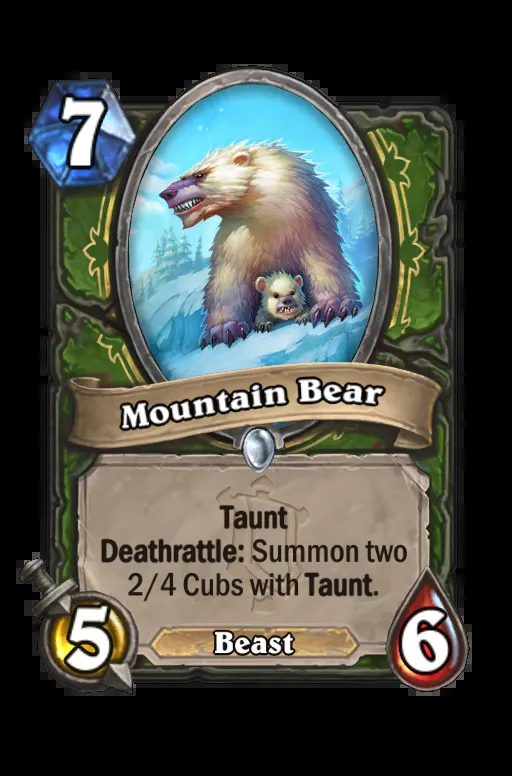 7
Mountain Bear
Taunt
Deathrattle: Summon two
2/4 Cubs with Taunt.
5
Beast
6